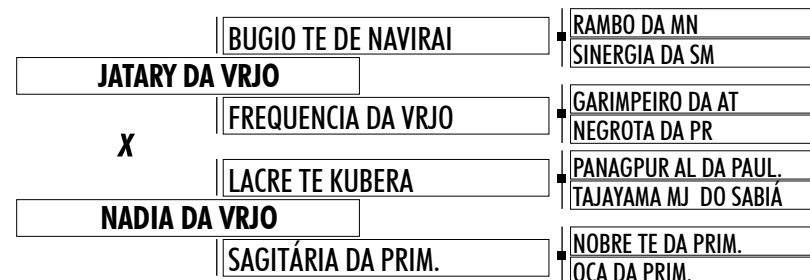 BUGIO TE DE NAVIRAI
RAMBO DA MN
SINERGIA DA SM
JATARY DA VRJO
FREQUENCIA DA VRJO
GARIMPEIRO DA AT
NEGROTA DA PR
X
LACRE TE KUBERA
PANAGPUR AL DA PAUL.
TAJAYAMA MJ DO SABIÁ
NADIA DA VRJO
SAGITÁRIA DA PRIM.
NOBRE TE DA PRIM.
OCA DA PRIM.